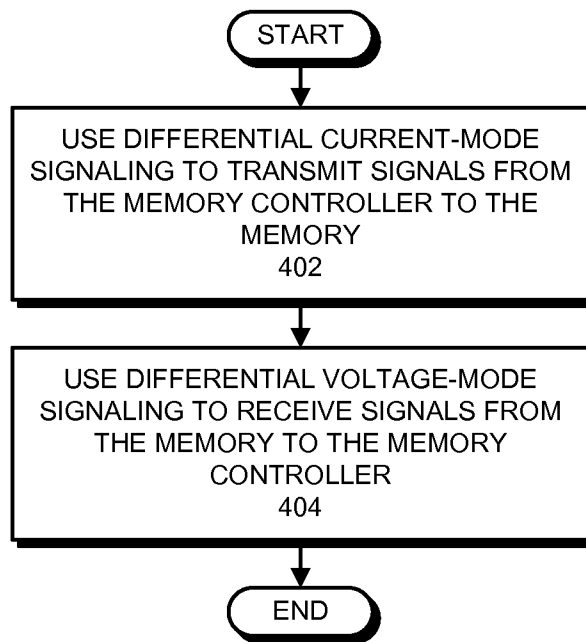 START
USE DIFFERENTIAL CURRENT-MODE
SIGNALING TO TRANSMIT SIGNALS FROM
THE MEMORY CONTROLLER TO THE
MEMORY
402
USE DIFFERENTIAL VOLTAGE-MODE
SIGNALING TO RECEIVE SIGNALS FROM
THE MEMORY TO THE MEMORY
CONTROLLER
404
END